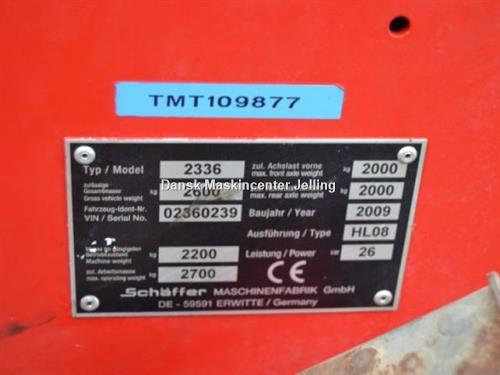 TMT109877
Typ / Model 2336 zul. Achslast vorne max. front axle weight kg 2000
zulässige Gesamtmasse Gross vehicle weight kg 2600 max. rear axle weight kg 2000
Dansk Maskincenter Jelling
Fahrzeug-Ident-Nr. VIN / Serial No. 02360239 Baujahr / Year 2009
Ausführung / Type HL08
Betriebszustand Machine weight kg 2200 Leistung / Power kW 26
zul. Arbeitsmasse max. operating weight kg 2700 CE
Schäffer MASCHINENFABRIK GmbH
DE - 59591 ERWITTE / Germany